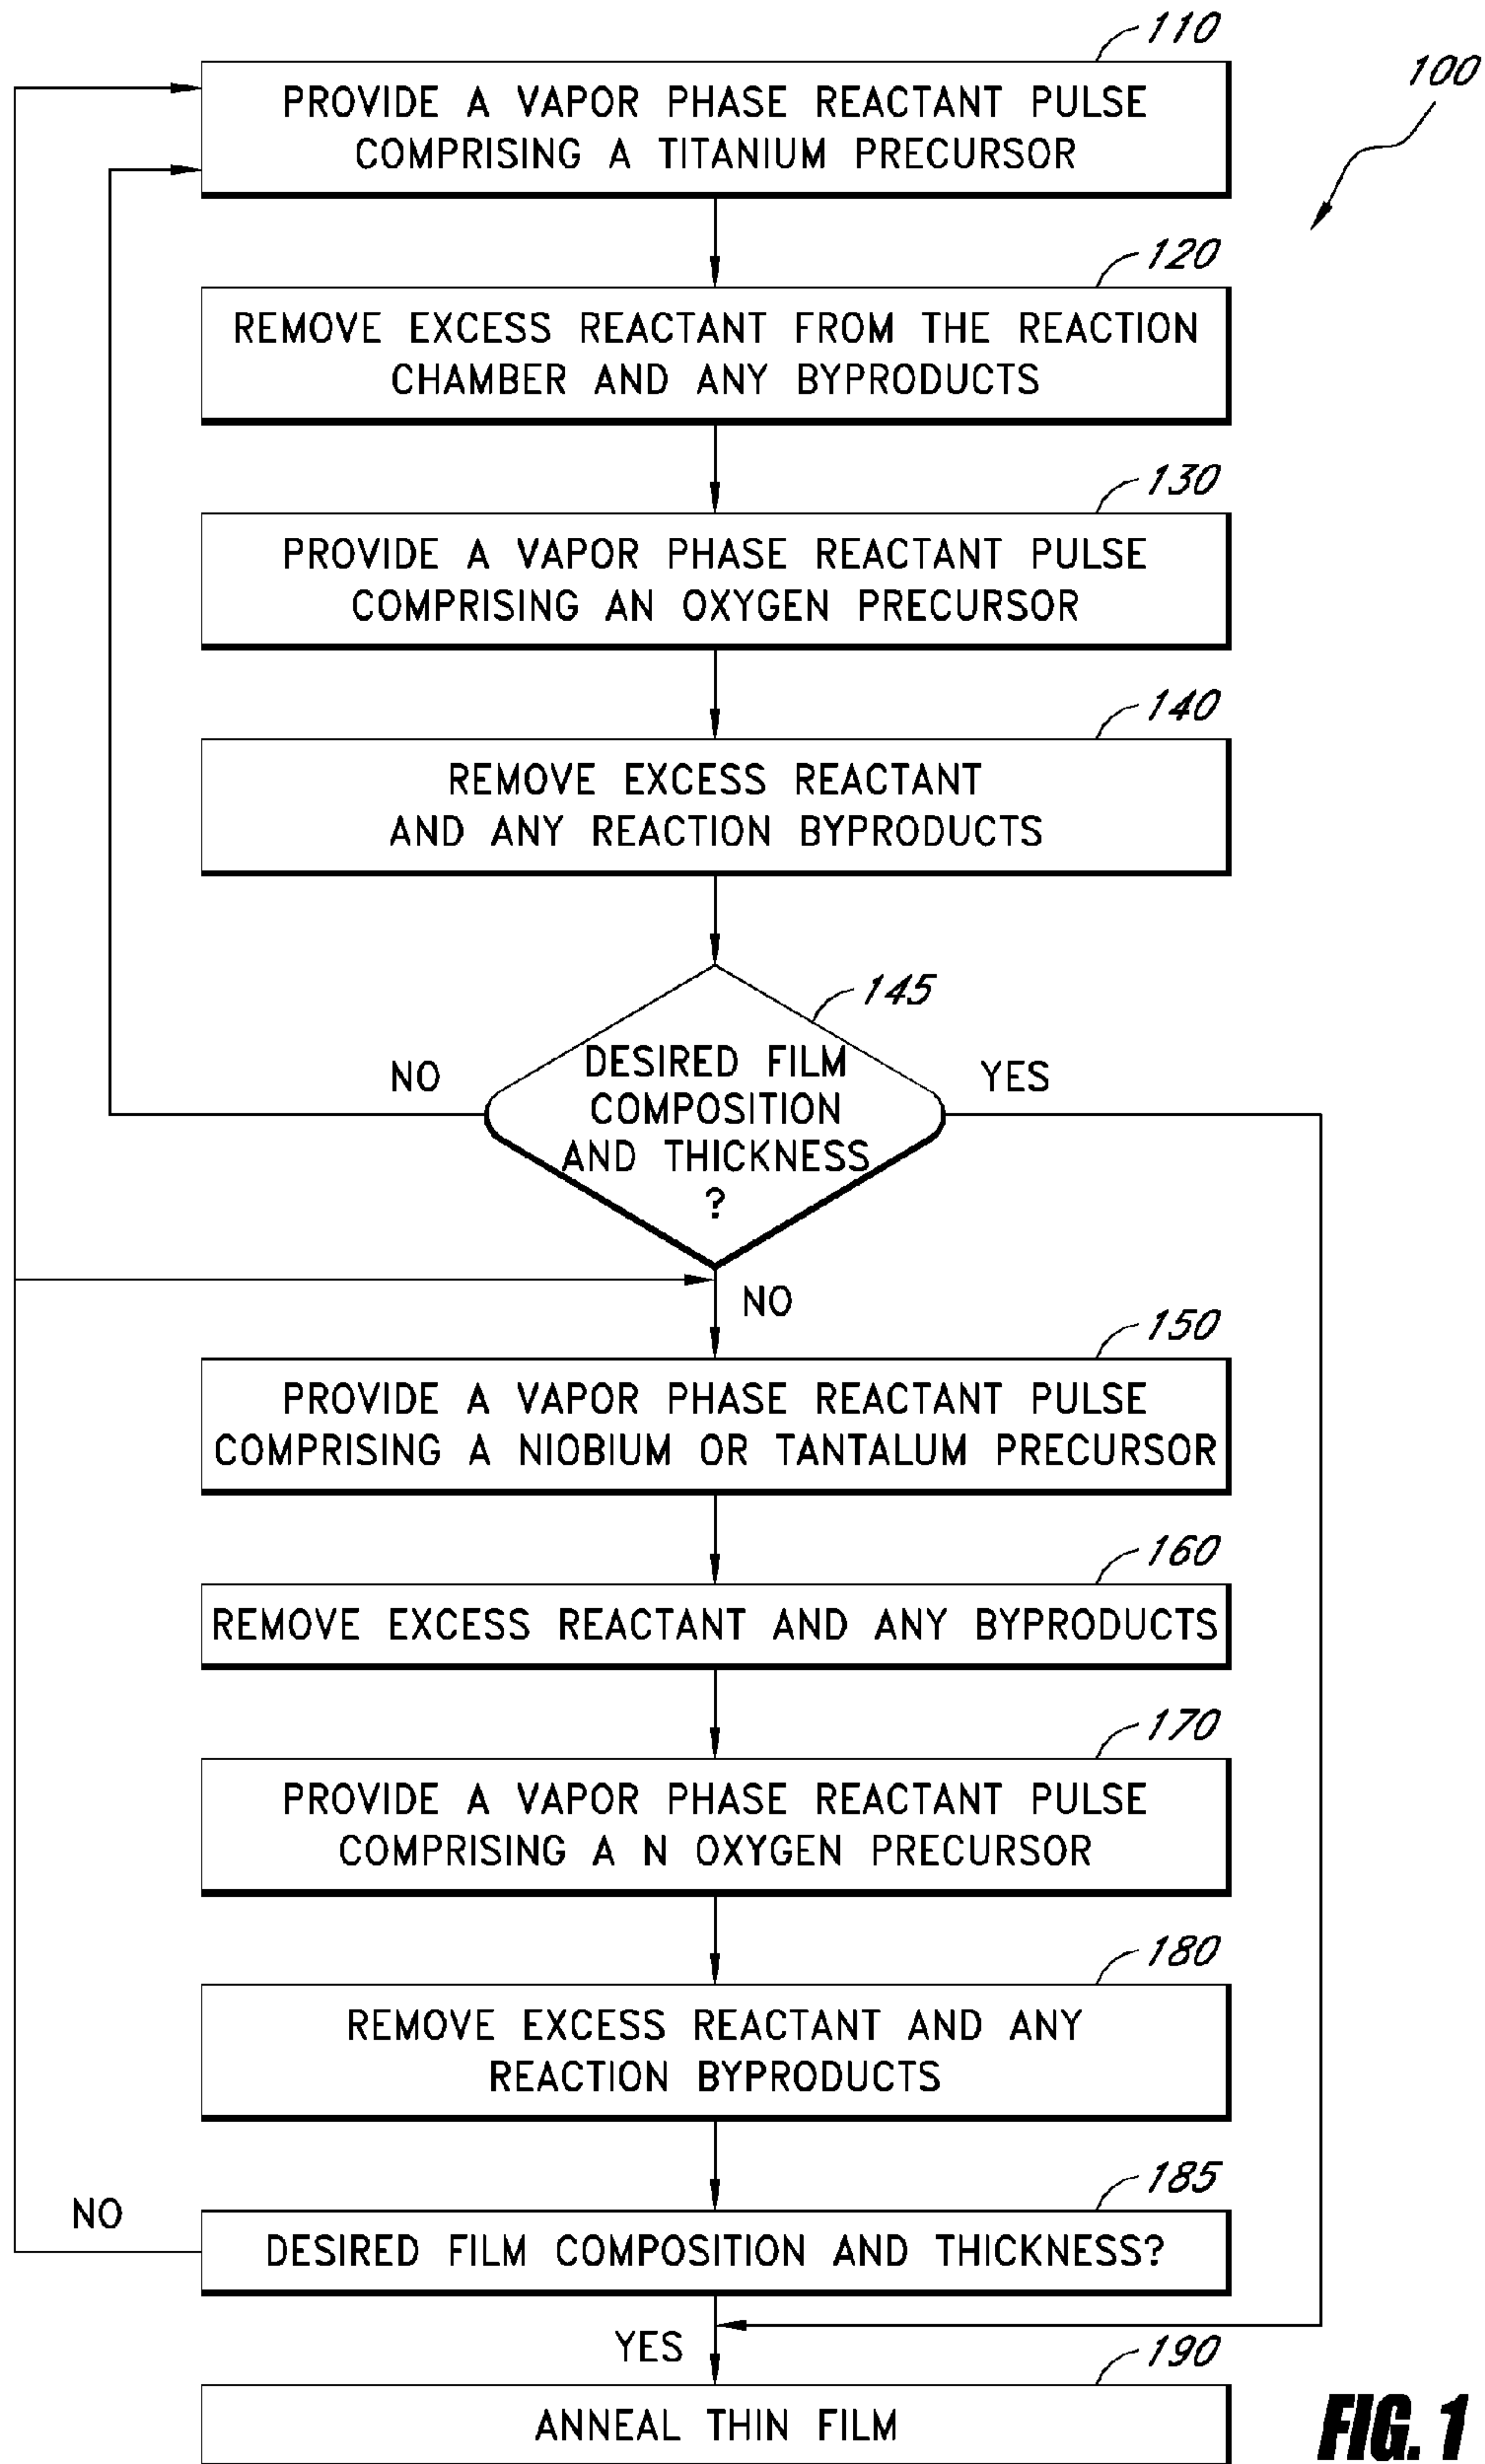 110
100
PROVIDE A VAPOR PHASE REACTANT PULSE
COMPRISING A TITANIUM PRECURSOR
120
REMOVE EXCESS REACTANT FROM THE REACTION
CHAMBER AND ANY BYPRODUCTS
130
PROVIDE A VAPOR PHASE REACTANT PULSE
COMPRISING AN OXYGEN PRECURSOR
140
REMOVE EXCESS REACTANT
AND ANY REACTION BYPRODUCTS
145
NO
DESIRED FILM
COMPOSITION
AND THICKNESS
?
YES
NO
150
PROVIDE A VAPOR PHASE REACTANT PULSE
COMPRISING A NIOBIUM OR TANTALUM PRECURSOR
160
REMOVE EXCESS REACTANT AND ANY BYPRODUCTS
170
PROVIDE A VAPOR PHASE REACTANT PULSE
COMPRISING A N OXYGEN PRECURSOR
180
REMOVE EXCESS REACTANT AND ANY
REACTION BYPRODUCTS
185
NO
DESIRED FILM COMPOSITION AND THICKNESS?
YES
190
ANNEAL THIN FILM
FIG. 1